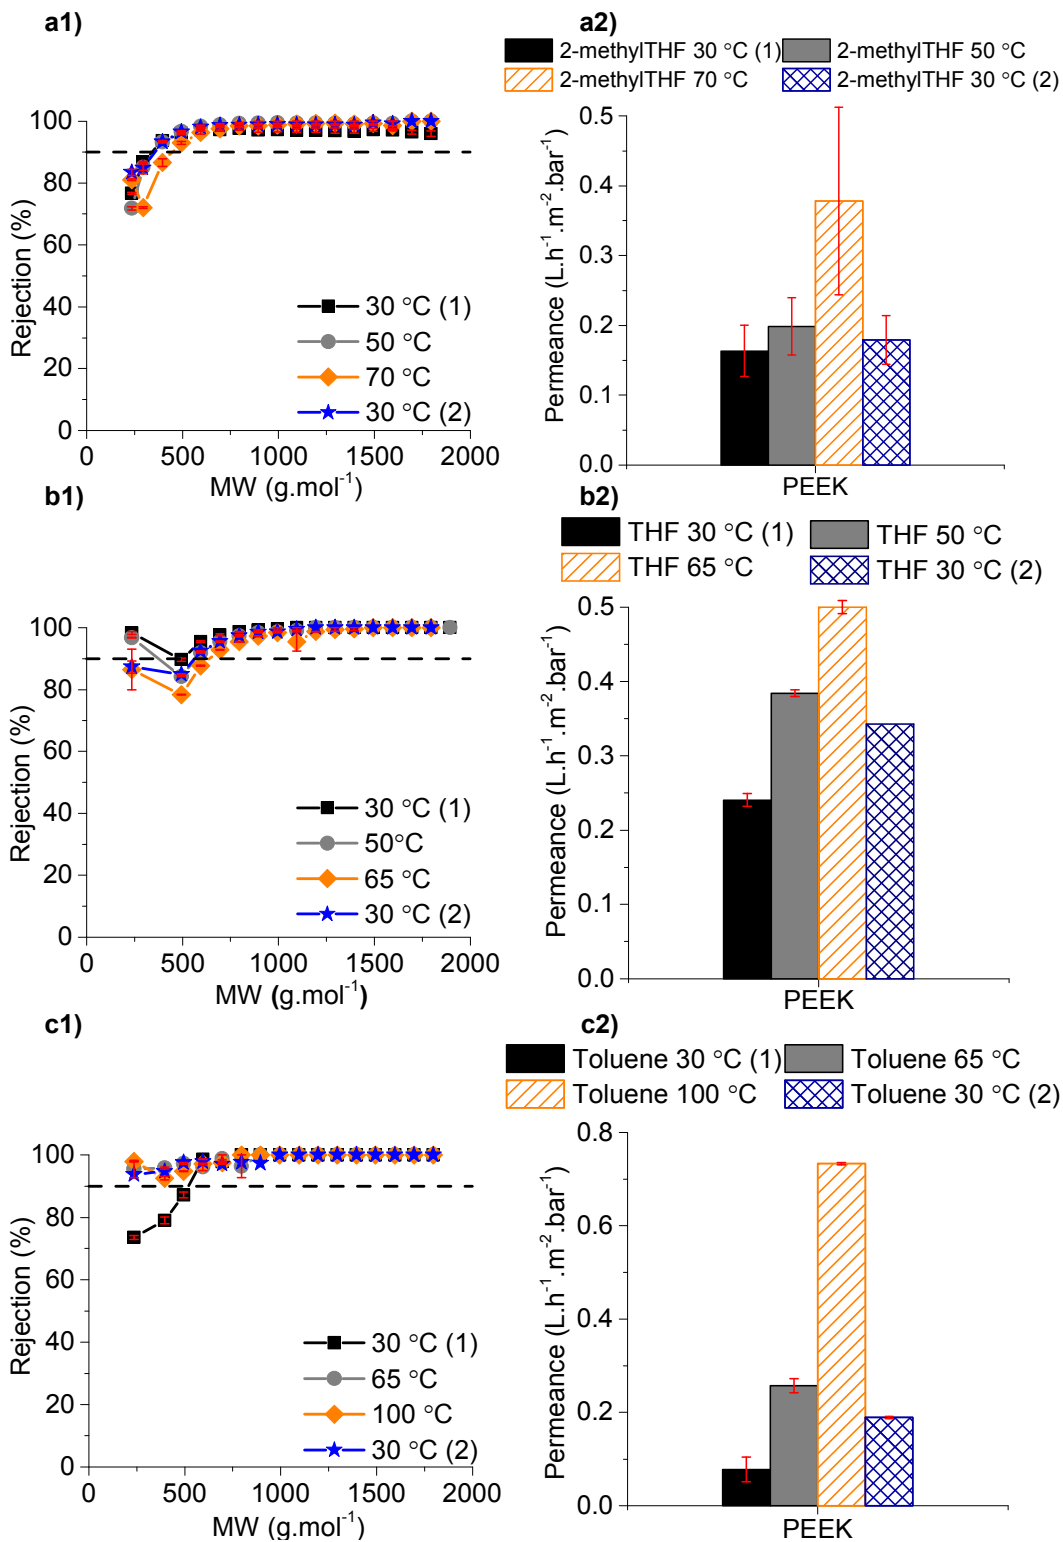 a1)
a2)
2-methylTHF 30 °C (1) 2-methylTHF 50 °C
2-methylTHF 70 °C 2-methylTHF 30 °C (2)
100
80
60
40
20
0
Rejection (%)
30 °C (1)
50 °C
70 °C
30 °C (2)
0 500 1000 1500 2000
MW (g.mol⁻¹)
0.5
0.4
0.3
0.2
0.1
0.0
Permeance (L.h⁻¹.m⁻².bar⁻¹)
PEEK
b1)
b2)
THF 30 °C (1) THF 50 °C
THF 65 °C THF 30 °C (2)
100
80
60
40
20
0
Rejection (%)
30 °C (1)
50°C
65 °C
30 °C (2)
0 500 1000 1500 2000
MW (g.mol⁻¹)
0.5
0.4
0.3
0.2
0.1
0.0
Permeance (L.h⁻¹.m⁻².bar⁻¹)
PEEK
c1)
c2)
Toluene 30 °C (1) Toluene 65 °C
Toluene 100 °C Toluene 30 °C (2)
100
80
60
40
20
0
Rejection (%)
30 °C (1)
65 °C
100 °C
30 °C (2)
0 500 1000 1500 2000
MW (g.mol⁻¹)
0.8
0.6
0.4
0.2
0.0
Permeance (L.h⁻¹.m⁻².bar⁻¹)
PEEK